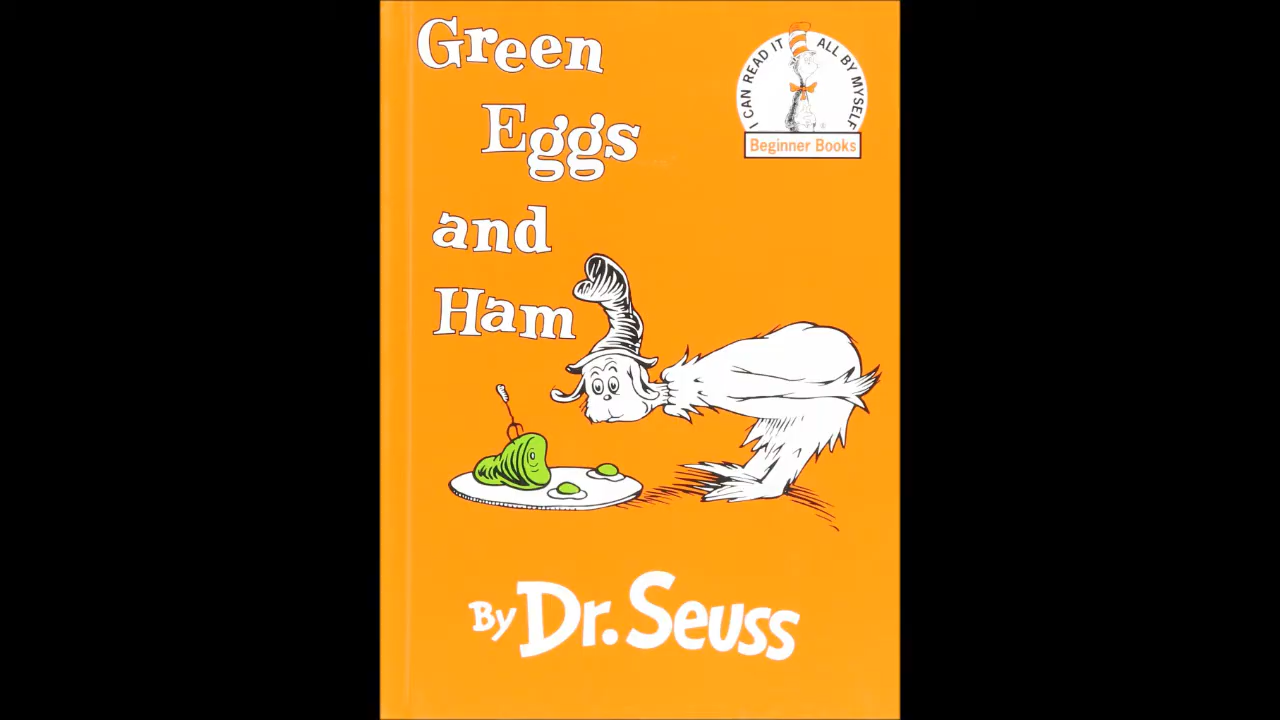 Green
Eggs
and
Ham
I CAN READ IT ALL BY MYSELF
Beginner Books
By Dr. Seuss